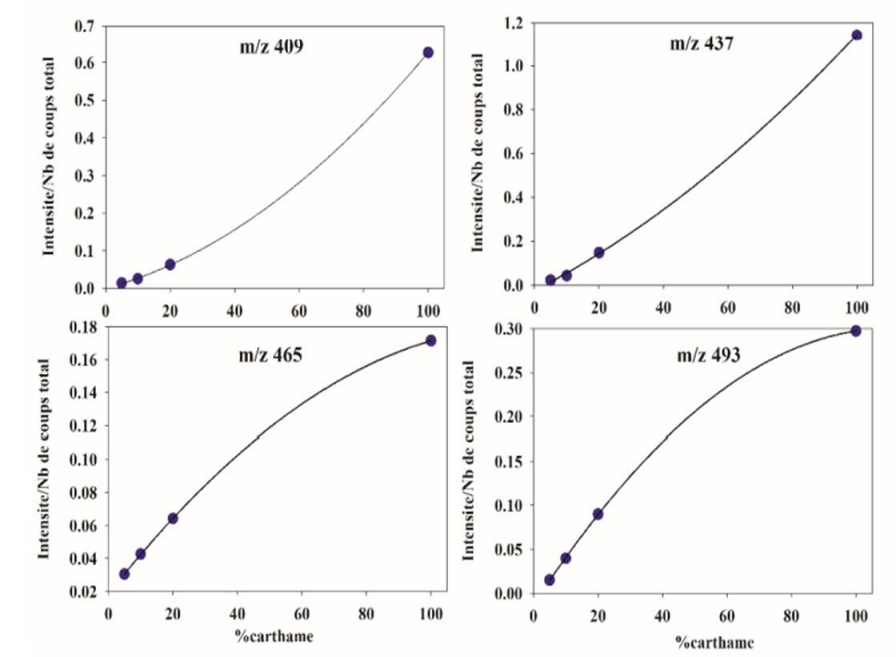 m/z 409
Intensite/Nb de coups total
0.7
0.6
0.5
0.4
0.3
0.2
0.1
0.0
0 20 40 60 80 100
m/z 437
Intensite/Nb de coups total
1.2
1.0
0.8
0.6
0.4
0.2
0.0
0 20 40 60 80 100
m/z 465
Intensite/Nb de coups total
0.18
0.16
0.14
0.12
0.10
0.08
0.06
0.04
0.02
0 20 40 60 80 100
%carthame
m/z 493
Intensite/Nb de coups total
0.30
0.25
0.20
0.15
0.10
0.05
0.00
0 20 40 60 80 100
%carthame